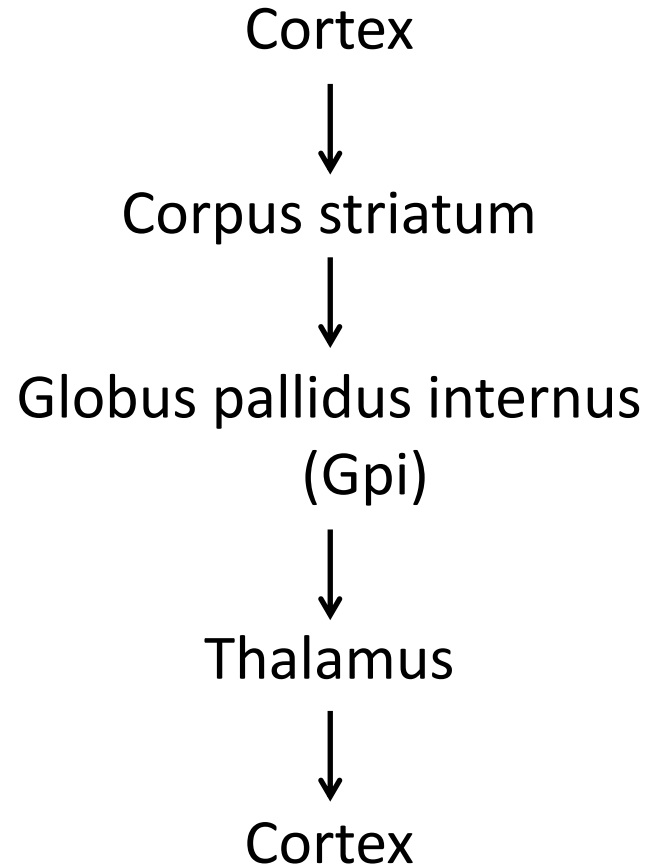 Cortex
Corpus striatum
Globus pallidus internus
(Gpi)
Thalamus
Cortex